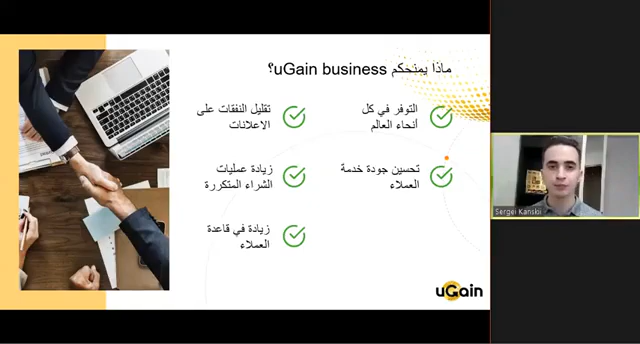 ماذا يمنحكم uGain business؟
التوفر في كل
أنحاء العالم
تحسين جودة خدمة
العملاء
تقليل النفقات على
الاعلانات
زيادة عمليات
الشراء المتكررة
زيادة في قاعدة
العملاء
uGain
Sergei Kanskii